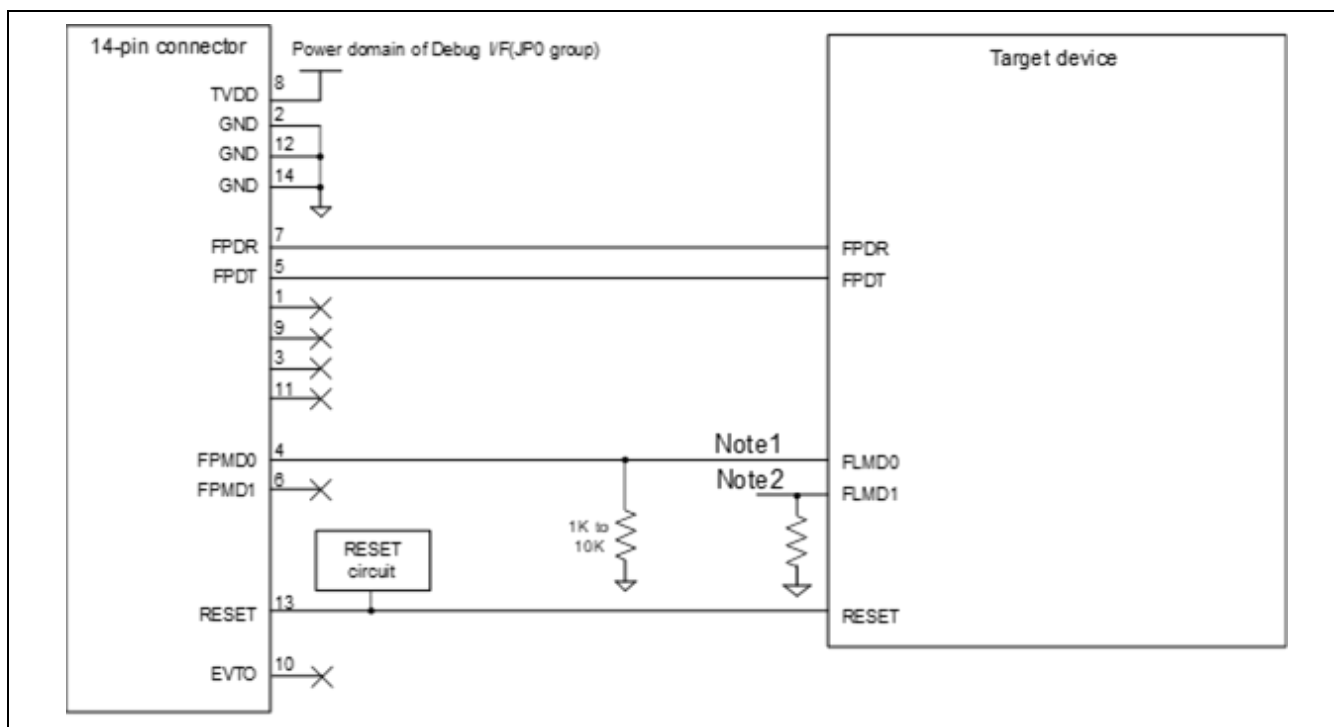 14-pin connector
Power domain of Debug I/F(JP0 group)
Target device
TVDD 8
GND 2
GND 12
GND 14
FPDR 7 FPDR
FPDT 5 FPDT
1
9
3
11
FPMD0 4 Note1 FLMD0
FPMD1 6 Note2 FLMD1
1K to
10K
RESET
circuit
RESET 13 RESET
EVTO 10